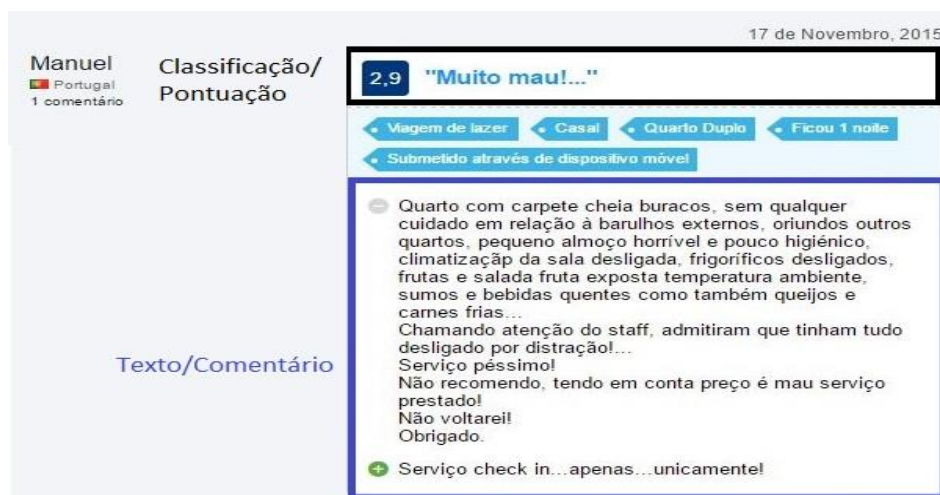 17 de Novembro, 2015
Manuel
Portugal
1 comentário
Classificação/
Pontuação
2,9 "Muito mau!..."
Viagem de lazer Casal Quarto Duplo Ficou 1 noite
Submetido através de dispositivo móvel
Texto/Comentário
Quarto com carpete cheia buracos, sem qualquer
cuidado em relação à barulhos externos, oriundos outros
quartos, pequeno almoço horrível e pouco higiénico,
climatizaçãp da sala desligada, frigoríficos desligados,
frutas e salada fruta exposta temperatura ambiente,
sumos e bebidas quentes como também queijos e
carnes frias...
Chamando atenção do staff, admitiram que tinham tudo
desligado por distração!...
Serviço péssimo!
Não recomendo, tendo em conta preço é mau serviço
prestado!
Não voltarei!
Obrigado.
Serviço check in...apenas...unicamente!